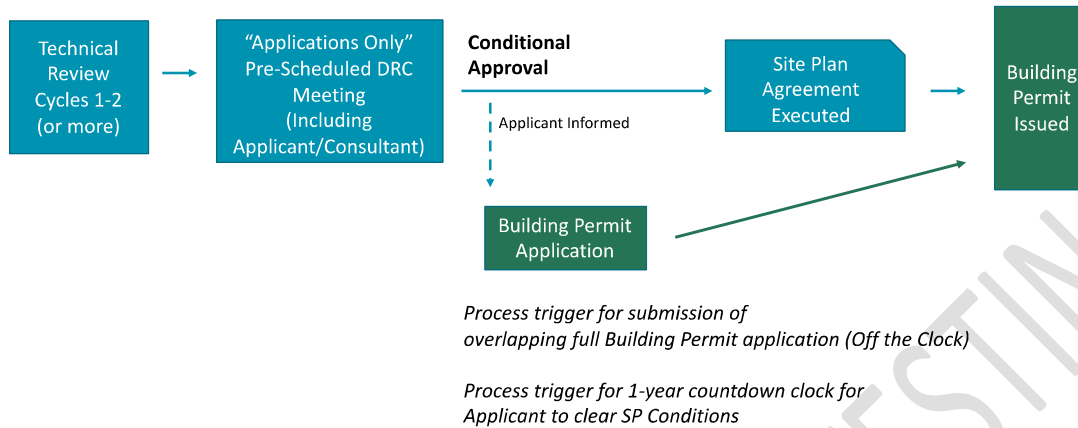 Technical
Review
Cycles 1-2
(or more)
“Applications Only”
Pre-Scheduled DRC
Meeting
(Including
Applicant/Consultant)
Conditional
Approval
Applicant Informed
Site Plan
Agreement
Executed
Building
Permit
Issued
Building Permit
Application
Process trigger for submission of
overlapping full Building Permit application (Off the Clock)
Process trigger for 1-year countdown clock for
Applicant to clear SP Conditions
ESTIN